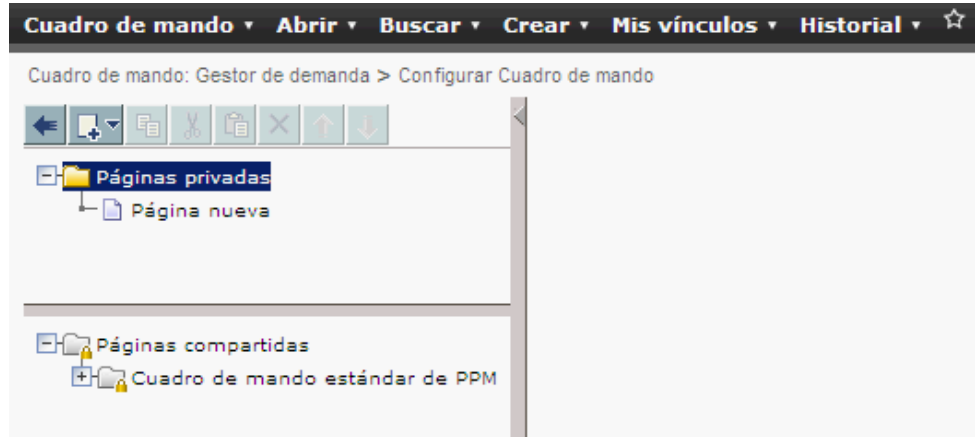 Cuadro de mando Abrir Buscar Crear Mis vínculos Historial
Cuadro de mando: Gestor de demanda > Configurar Cuadro de mando
Páginas privadas
Página nueva
Páginas compartidas
Cuadro de mando estándar de PPM